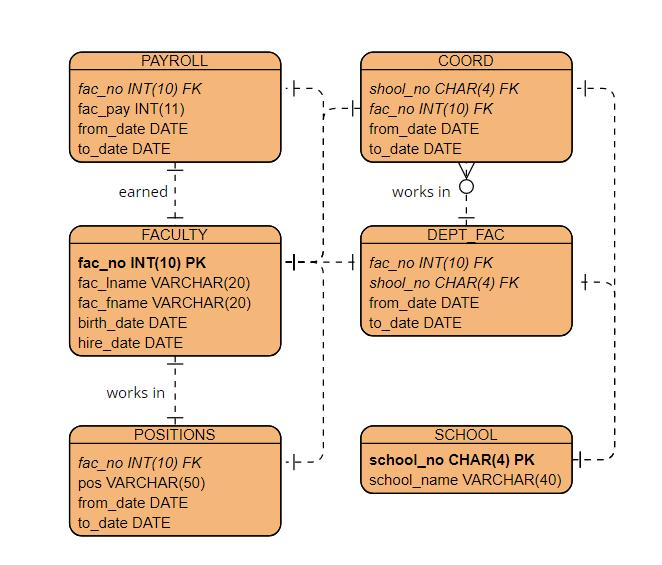 PAYROLL
fac_no INT(10) FK
fac_pay INT(11)
from_date DATE
to_date DATE
COORD
shool_no CHAR(4) FK
fac_no INT(10) FK
from_date DATE
to_date DATE
earned
works in
FACULTY
fac_no INT(10) PK
fac_lname VARCHAR(20)
fac_fname VARCHAR(20)
birth_date DATE
hire_date DATE
DEPT_FAC
fac_no INT(10) FK
shool_no CHAR(4) FK
from_date DATE
to_date DATE
works in
POSITIONS
fac_no INT(10) FK
pos VARCHAR(50)
from_date DATE
to_date DATE
SCHOOL
school_no CHAR(4) PK
school_name VARCHAR(40)